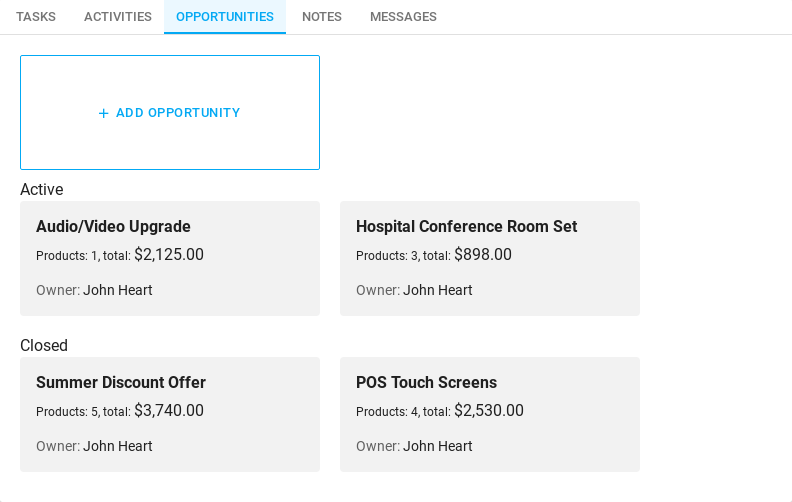 TASKS ACTIVITIES OPPORTUNITIES NOTES MESSAGES
+ ADD OPPORTUNITY
Active
Audio/Video Upgrade
Products: 1, total: $2,125.00
Owner: John Heart
Hospital Conference Room Set
Products: 3, total: $898.00
Owner: John Heart
Closed
Summer Discount Offer
Products: 5, total: $3,740.00
Owner: John Heart
POS Touch Screens
Products: 4, total: $2,530.00
Owner: John Heart